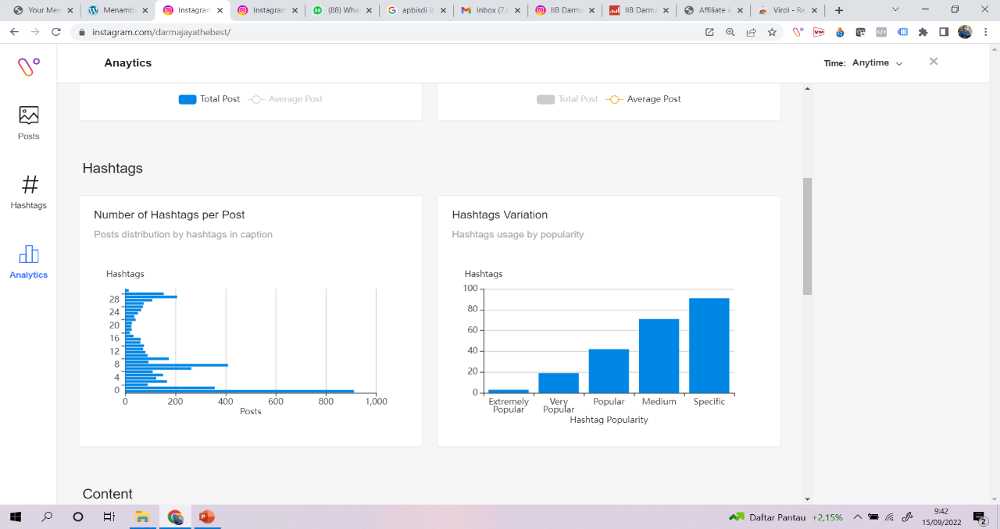 Your Men
Menamb
Instagram
Instagram
(88) What
apbisdi in
Inbox (7,
IIB Darma
IIB Darma
Affiliate i
Virol - Re
instagram.com/darmajayathebest/
Anaytics
Time: Anytime
Posts
Hashtags
Analytics
Total Post Average Post
Total Post Average Post
Hashtags
Number of Hashtags per Post
Posts distribution by hashtags in caption
Hashtags
28
24
20
16
12
8
4
0
0 200 400 600 800 1,000
Posts
Hashtags Variation
Hashtags usage by popularity
Hashtags
100
80
60
40
20
0
Extremely Popular Very Popular Popular Medium Specific
Hashtag Popularity
Content
Daftar Pantau +2,15%
9:42
15/09/2022
2